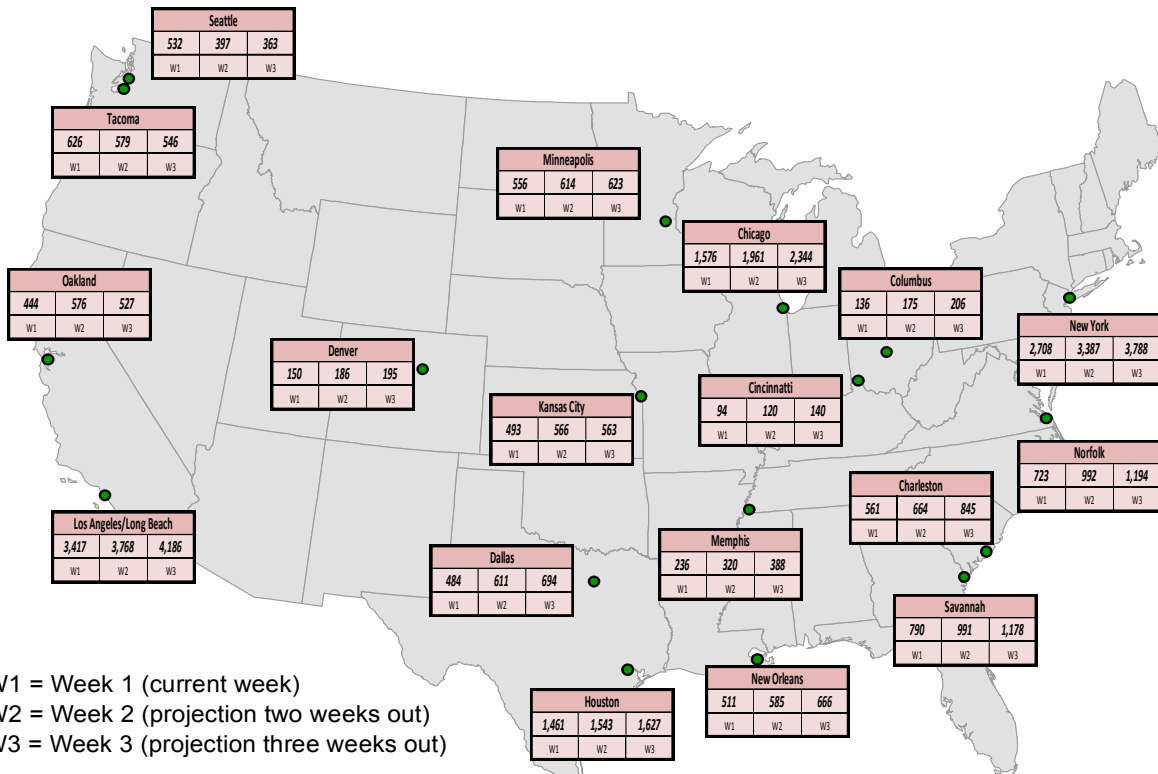 Seattle
532 397 363
W1 W2 W3
Tacoma
626 579 546
W1 W2 W3
Minneapolis
556 614 623
W1 W2 W3
Chicago
1,576 1,961 2,344
W1 W2 W3
Oakland
444 576 527
W1 W2 W3
Columbus
136 175 206
W1 W2 W3
New York
2,708 3,387 3,788
W1 W2 W3
Denver
150 186 195
W1 W2 W3
Cincinnatti
94 120 140
W1 W2 W3
Kansas City
493 566 563
W1 W2 W3
Norfolk
723 992 1,194
W1 W2 W3
Charleston
561 664 845
W1 W2 W3
Los Angeles/Long Beach
3,417 3,768 4,186
W1 W2 W3
Memphis
236 320 388
W1 W2 W3
Dallas
484 611 694
W1 W2 W3
Savannah
790 991 1,178
W1 W2 W3
New Orleans
511 585 666
W1 W2 W3
Houston
1,461 1,543 1,627
W1 W2 W3
W1 = Week 1 (current week)
W2 = Week 2 (projection two weeks out)
W3 = Week 3 (projection three weeks out)